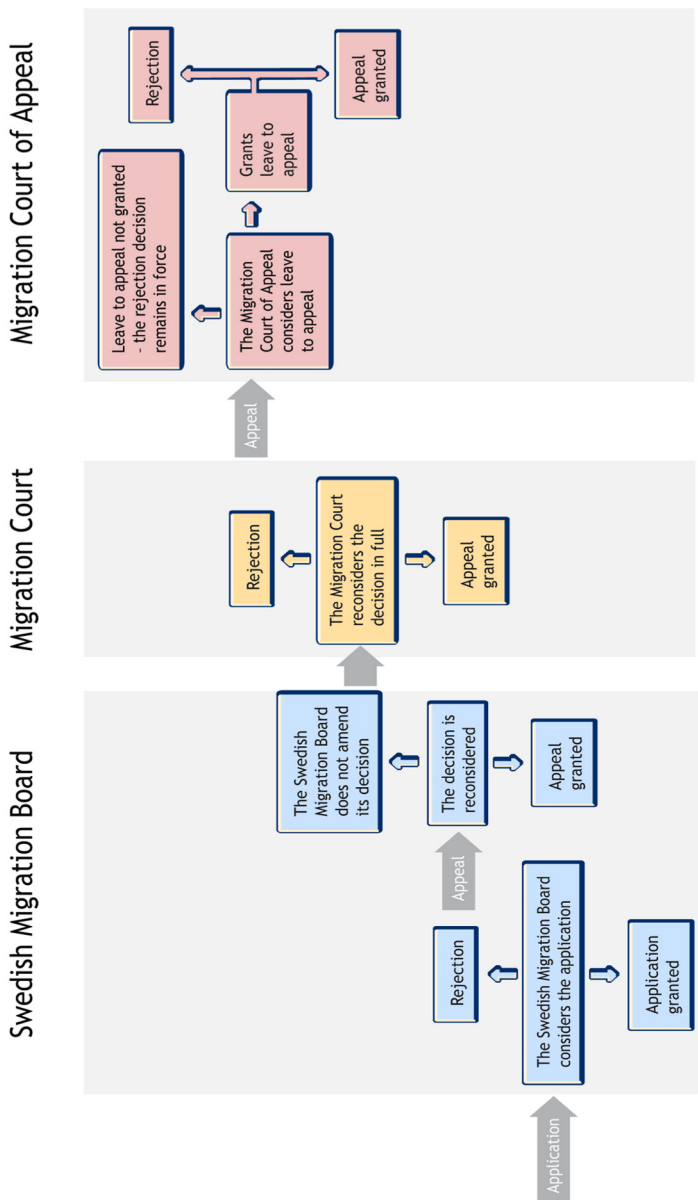 Swedish Migration Board
Migration Court
Migration Court of Appeal
Application
The Swedish Migration Board
considers the application
Rejection
Application
granted
Appeal
The decision is
reconsidered
The Swedish
Migration Board
does not amend
its decision
Appeal
granted
The Migration Court
reconsiders the
decision in full
Rejection
Appeal
granted
Appeal
The Migration
Court of Appeal
considers leave
to appeal
Leave to appeal not granted
- the rejection decision
remains in force
Grants
leave to
appeal
Rejection
Appeal
granted